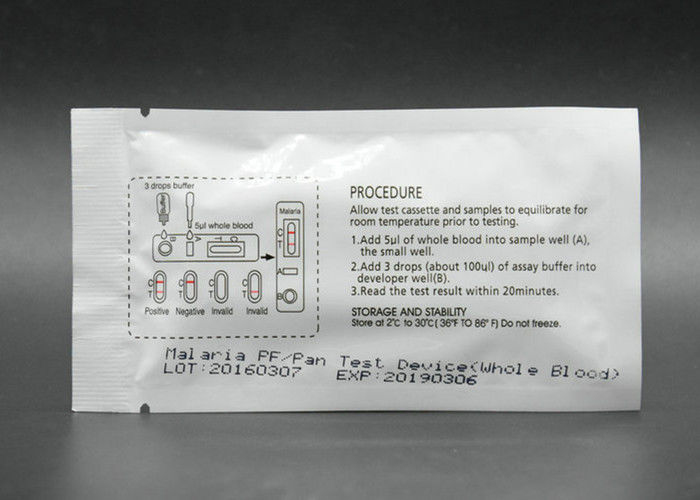 3 drops buffer
Buffer
5µl whole blood
B
A
C
T
Malaria
C
T
A
B
C
T
C
T
C
T
C
T
Positive Negative Invalid Invalid
PROCEDURE
Allow test cassette and samples to equilibrate for
room temperature prior to testing.
1.Add 5µl of whole blood into sample well (A),
the small well.
2.Add 3 drops (about 100ul) of assay buffer into
developer well(B).
3.Read the test result within 20minutes.
STORAGE AND STABILITY
Store at 2℃ to 30℃( 36°F TO 86° F) Do not freeze.
Malaria PF/Pan Test Device(Whole Blood)
LOT:20160307 EXP:20190306